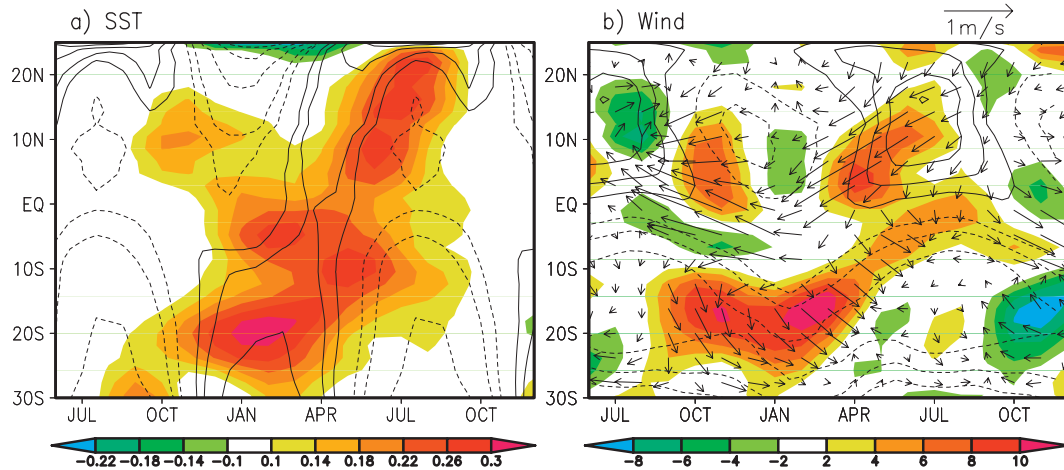 a) SST
b) Wind
1m/s
20N
10N
EQ
10S
20S
30S
JUL OCT JAN APR JUL OCT
-0.22 -0.18 -0.14 -0.1 0.1 0.14 0.18 0.22 0.26 0.3
20N
10N
EQ
10S
20S
30S
JUL OCT JAN APR JUL OCT
-8 -6 -4 -2 2 4 6 8 10